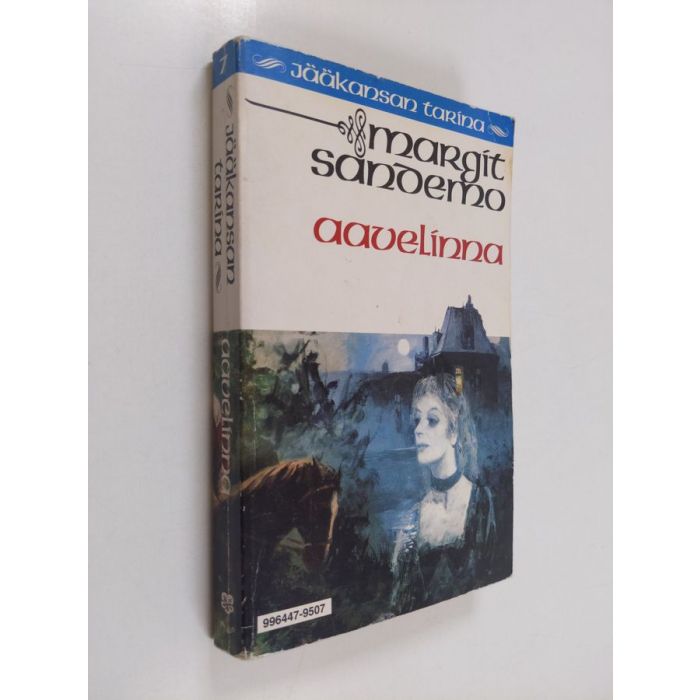 Jääkansan tarina
margit
sandemo
aavelinna
996447-9507
7
Jääkansan
tarina
aavelinna